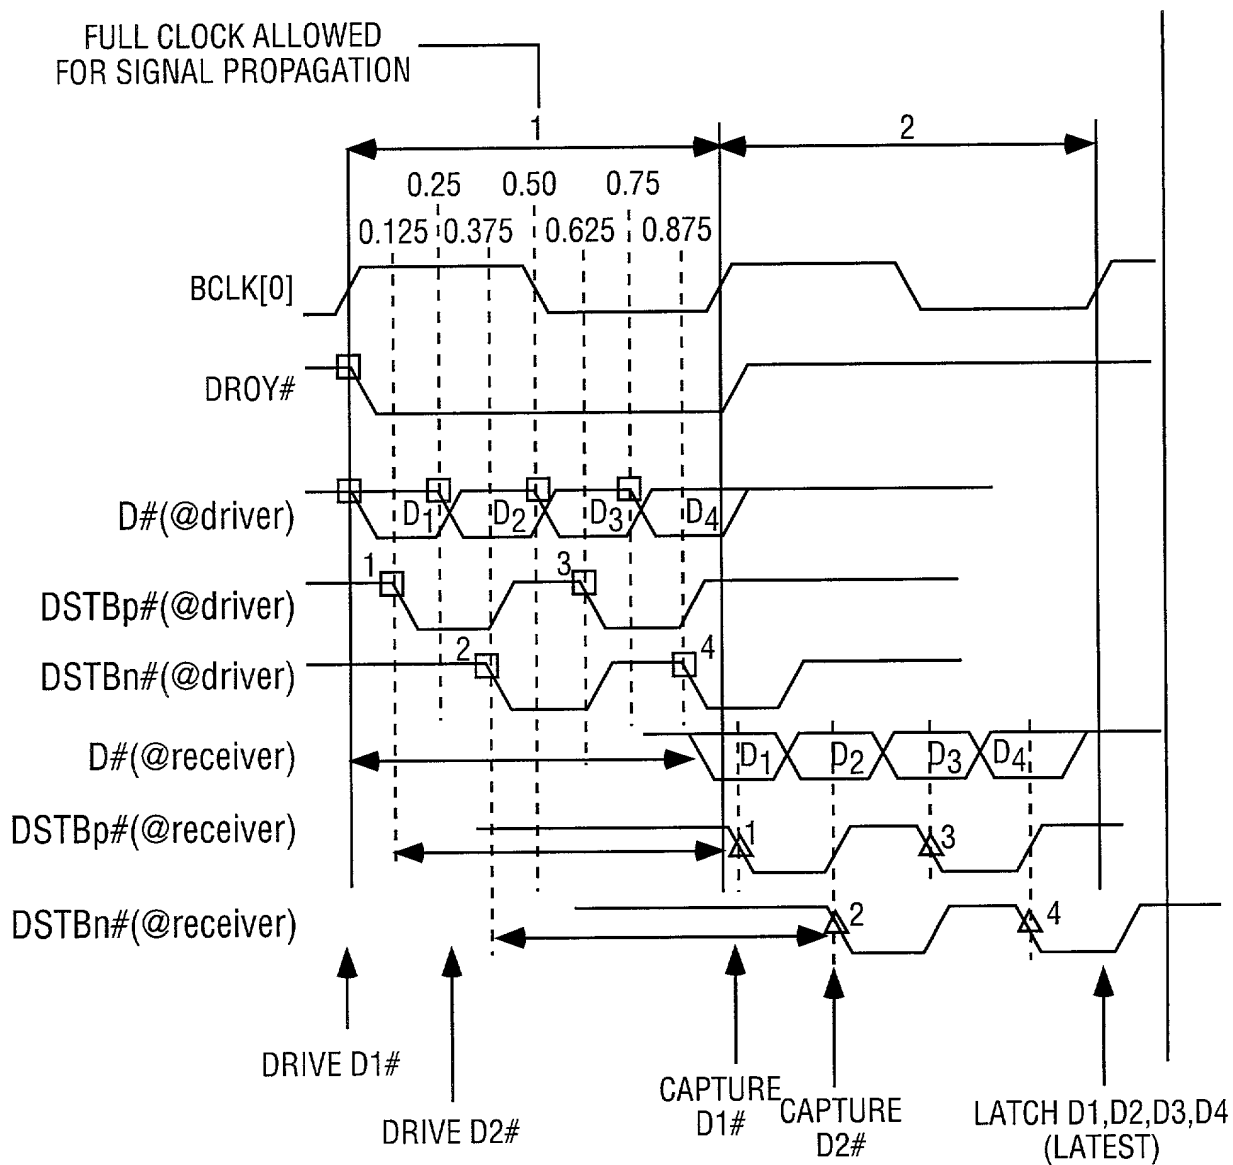 FULL CLOCK ALLOWED
FOR SIGNAL PROPAGATION
1
2
0.25 0.50 0.75
0.125 0.375 0.625 0.875
BCLK[0]
DROY#
D#(@driver)
D1 D2 D3 D4
DSTBp#(@driver)
1 3
DSTBn#(@driver)
2 4
D#(@receiver)
D1 D2 D3 D4
DSTBp#(@receiver)
1 3
DSTBn#(@receiver)
2 4
DRIVE D1#
DRIVE D2#
CAPTURE
D1#
CAPTURE
D2#
LATCH D1,D2,D3,D4
(LATEST)